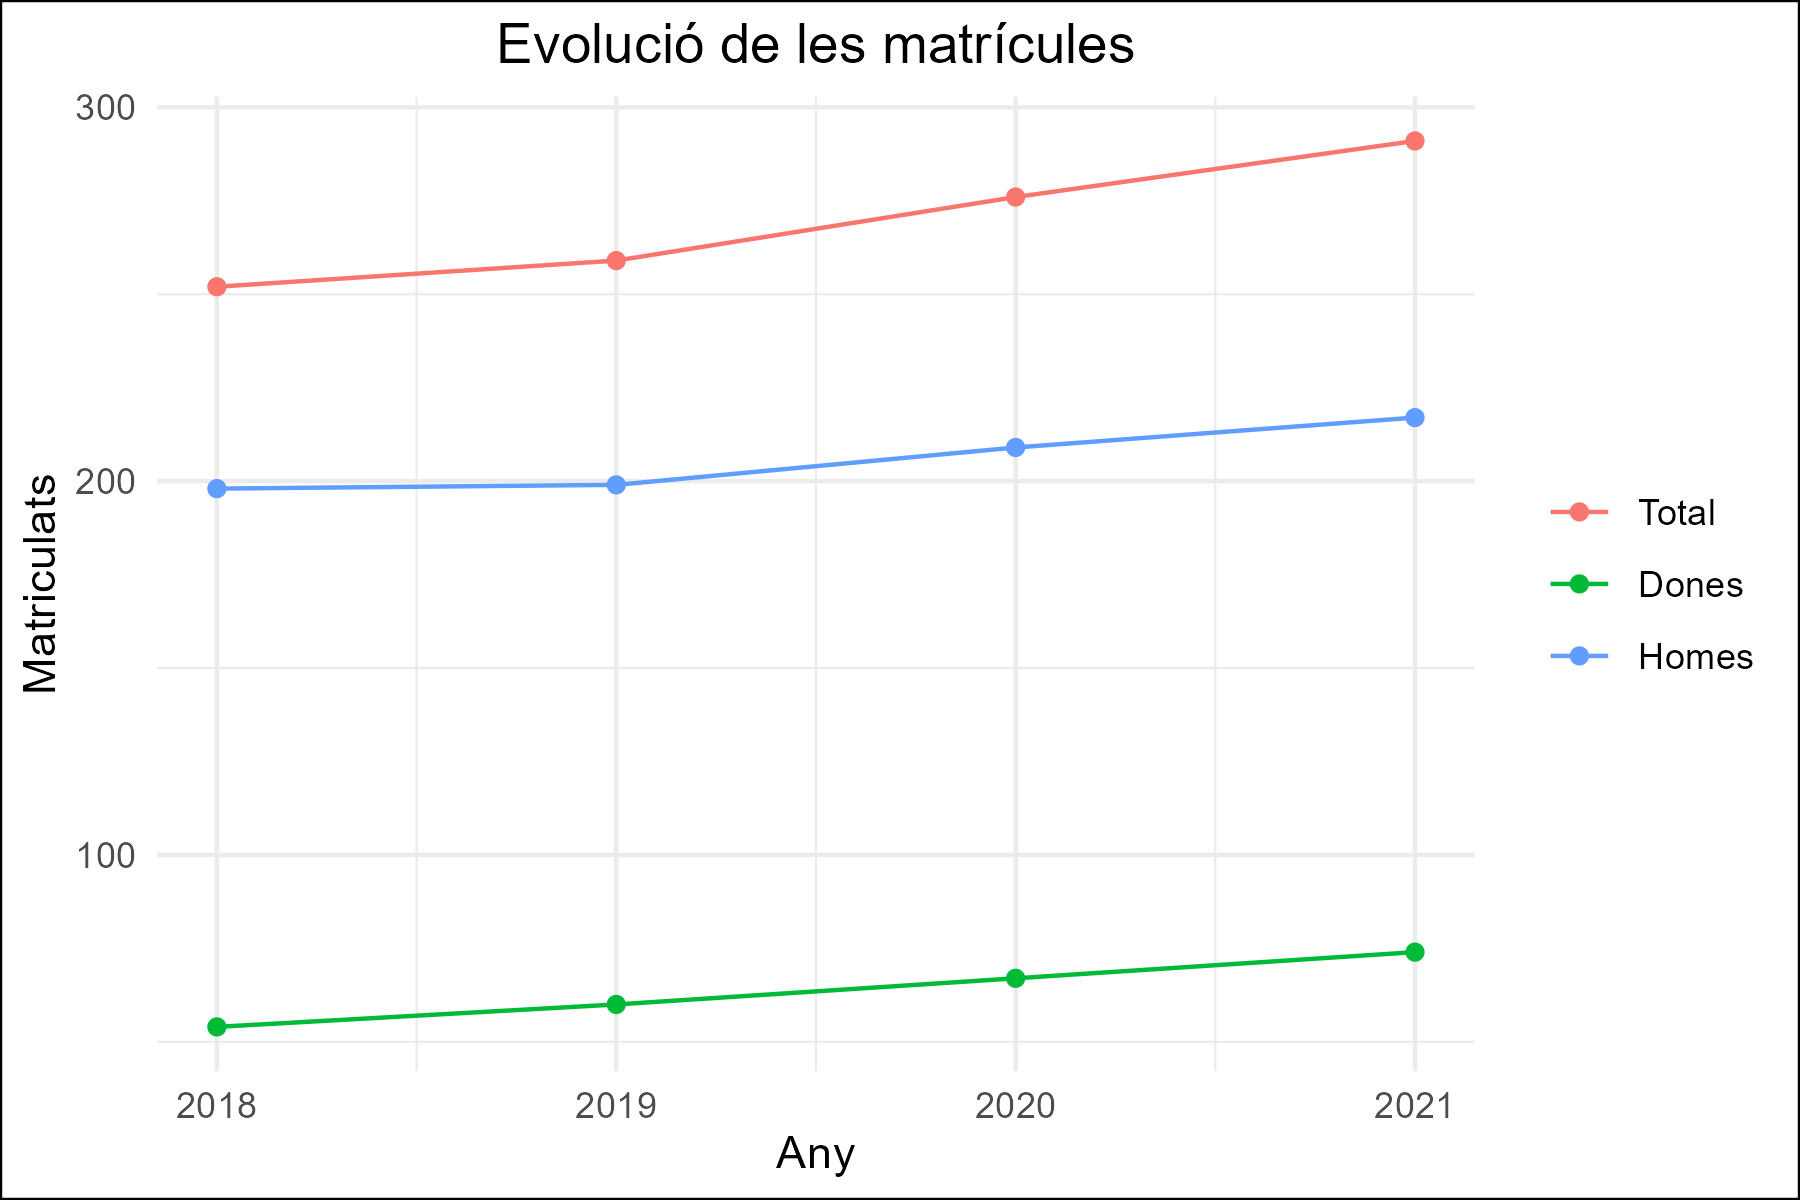 Evolució de les matrícules
300
200
100
Matriculats
2018 2019 2020 2021
Any
Total
Dones
Homes